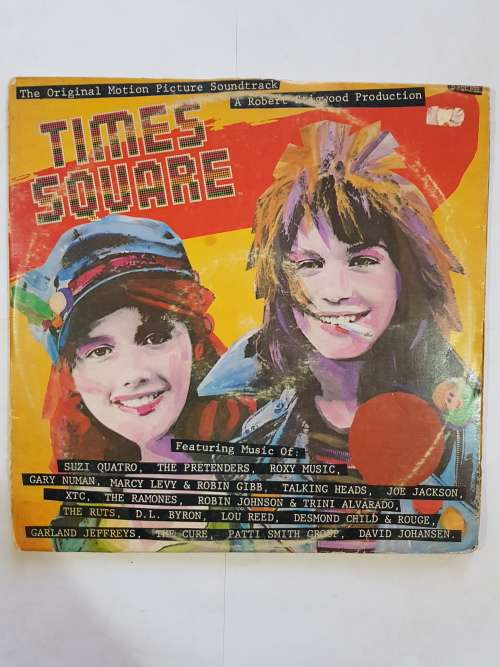 The Original Motion Picture Soundtrack
A Robert Stigwood Production
TIMES
SQUARE
Featuring Music Of:
SUZI QUATRO, THE PRETENDERS, ROXY MUSIC,
GARY NUMAN, MARCY LEVY & ROBIN GIBB, TALKING HEADS, JOE JACKSON,
XTC, THE RAMONES, ROBIN JOHNSON & TRINI ALVARADO,
THE RUTS, D.L. BYRON, LOU REED, DESMOND CHILD & ROUGE,
GARLAND JEFFREYS, THE CURE, PATTI SMITH GROUP, DAVID JOHANSEN.